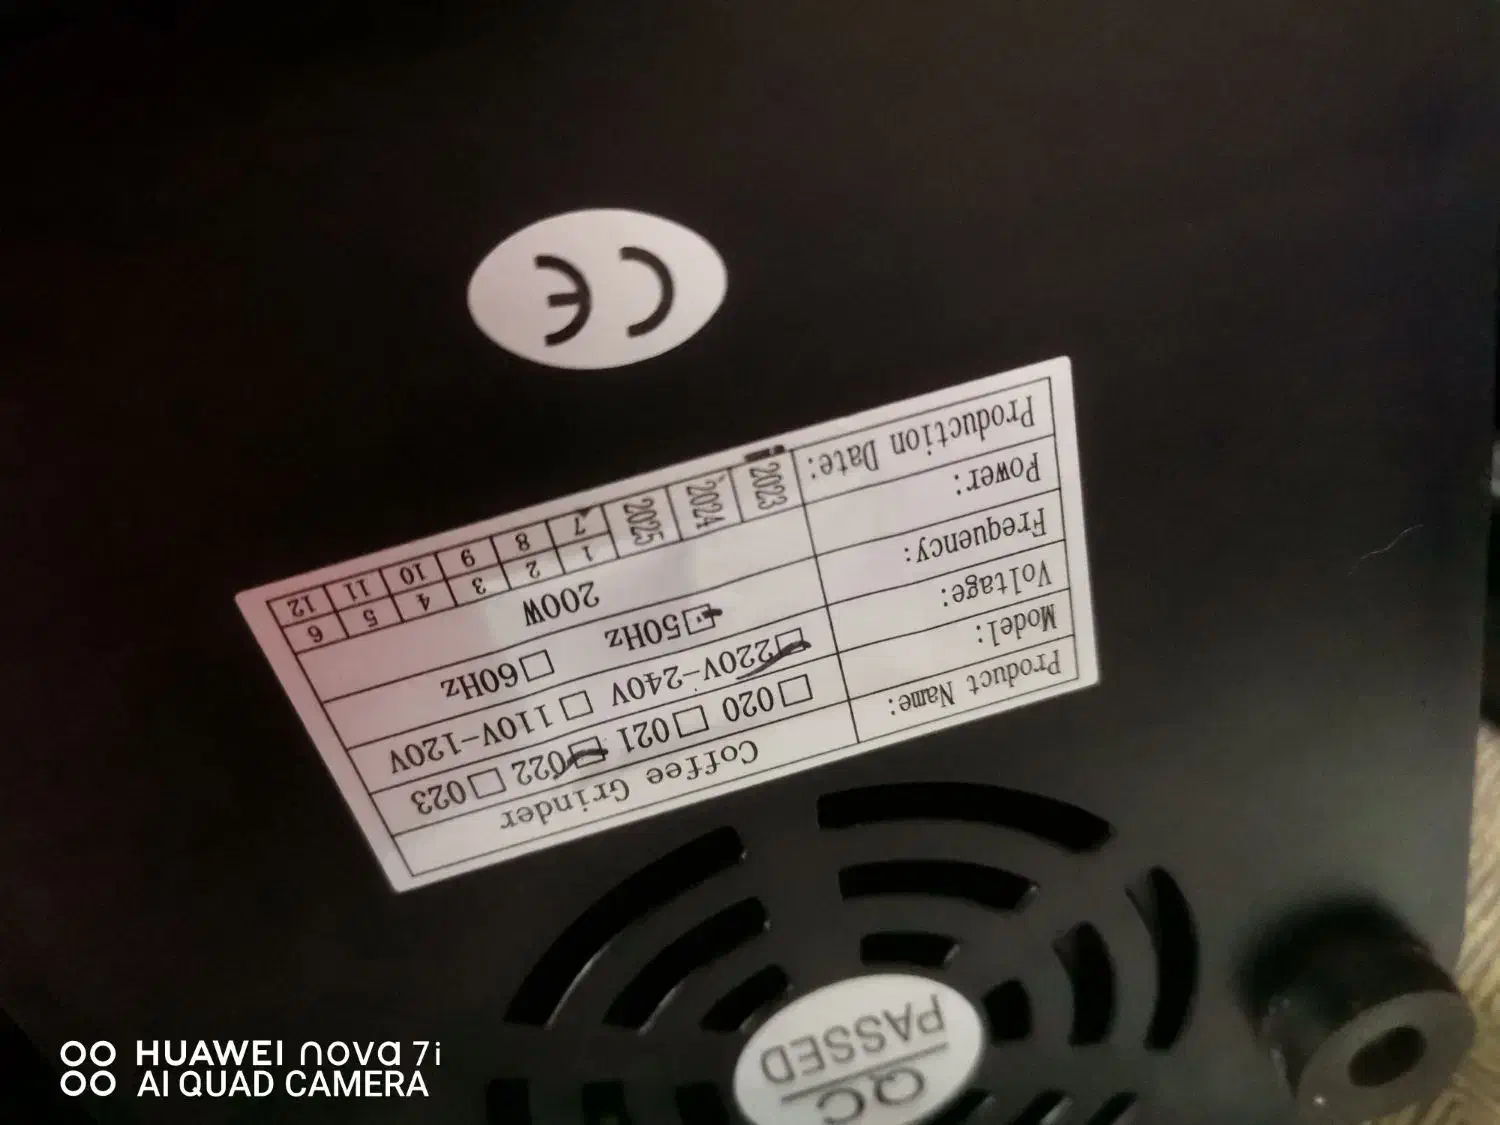 QC
PASSED
Product Name: Coffee Grinder
Model: 020 021 022 023
Voltage: 220V-240V 110V-120V
Frequency: 50Hz 60Hz
Power: 200W
Production Date: 2023 2024 2025 1 2 3 4 5 6
7 8 9 10 11 12
CE
HUAWEI nova 7i
AI QUAD CAMERA